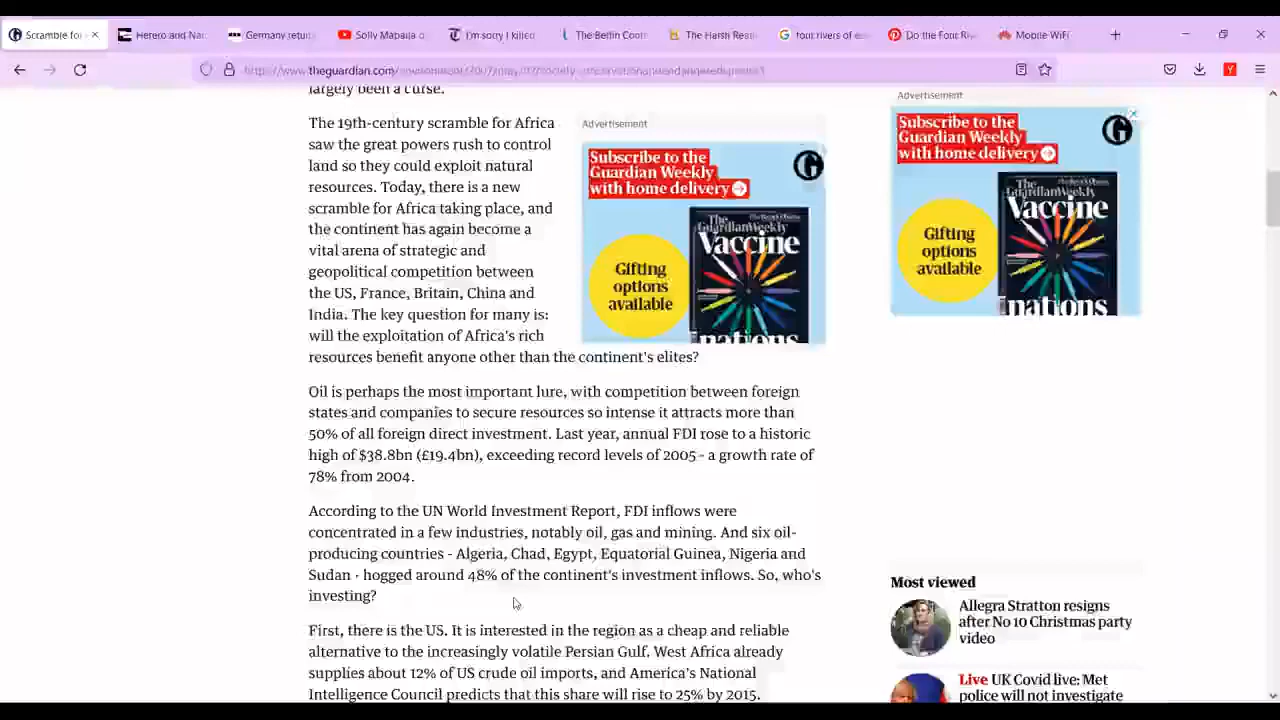 Scramble for
Herero and Na
Germany return
Solly Mapaila o
I'm sorry I killed
The Berlin Con
The Harsh Rea
four rivers of e
Do the Four Riv
Mobile WiFi
theguardian.com
largely been a curse.
The 19th-century scramble for Africa
saw the great powers rush to control
land so they could exploit natural
resources. Today, there is a new
scramble for Africa taking place, and
the continent has again become a
vital arena of strategic and
geopolitical competition between
the US, France, Britain, China and
India. The key question for many is:
will the exploitation of Africa's rich
resources benefit anyone other than the continent's elites?
Oil is perhaps the most important lure, with competition between foreign
states and companies to secure resources so intense it attracts more than
50% of all foreign direct investment. Last year, annual FDI rose to a historic
high of $38.8bn (£19.4bn), exceeding record levels of 2005 - a growth rate of
78% from 2004.
According to the UN World Investment Report, FDI inflows were
concentrated in a few industries, notably oil, gas and mining. And six oil-
producing countries - Algeria, Chad, Egypt, Equatorial Guinea, Nigeria and
Sudan - hogged around 48% of the continent's investment inflows. So, who's
investing?
First, there is the US. It is interested in the region as a cheap and reliable
alternative to the increasingly volatile Persian Gulf. West Africa already
supplies about 12% of US crude oil imports, and America's National
Intelligence Council predicts that this share will rise to 25% by 2015.
Advertisement
Subscribe to the
Guardian Weekly
with home delivery
The
GuardianWeekly
Vaccine
Gifting
options
available
nations
Advertisement
Subscribe to the
Guardian Weekly
with home delivery
The
GuardianWeekly
Vaccine
Gifting
options
available
nations
Most viewed
Allegra Stratton resigns
after No 10 Christmas party
video
Live UK Covid live: Met
police will not investigate